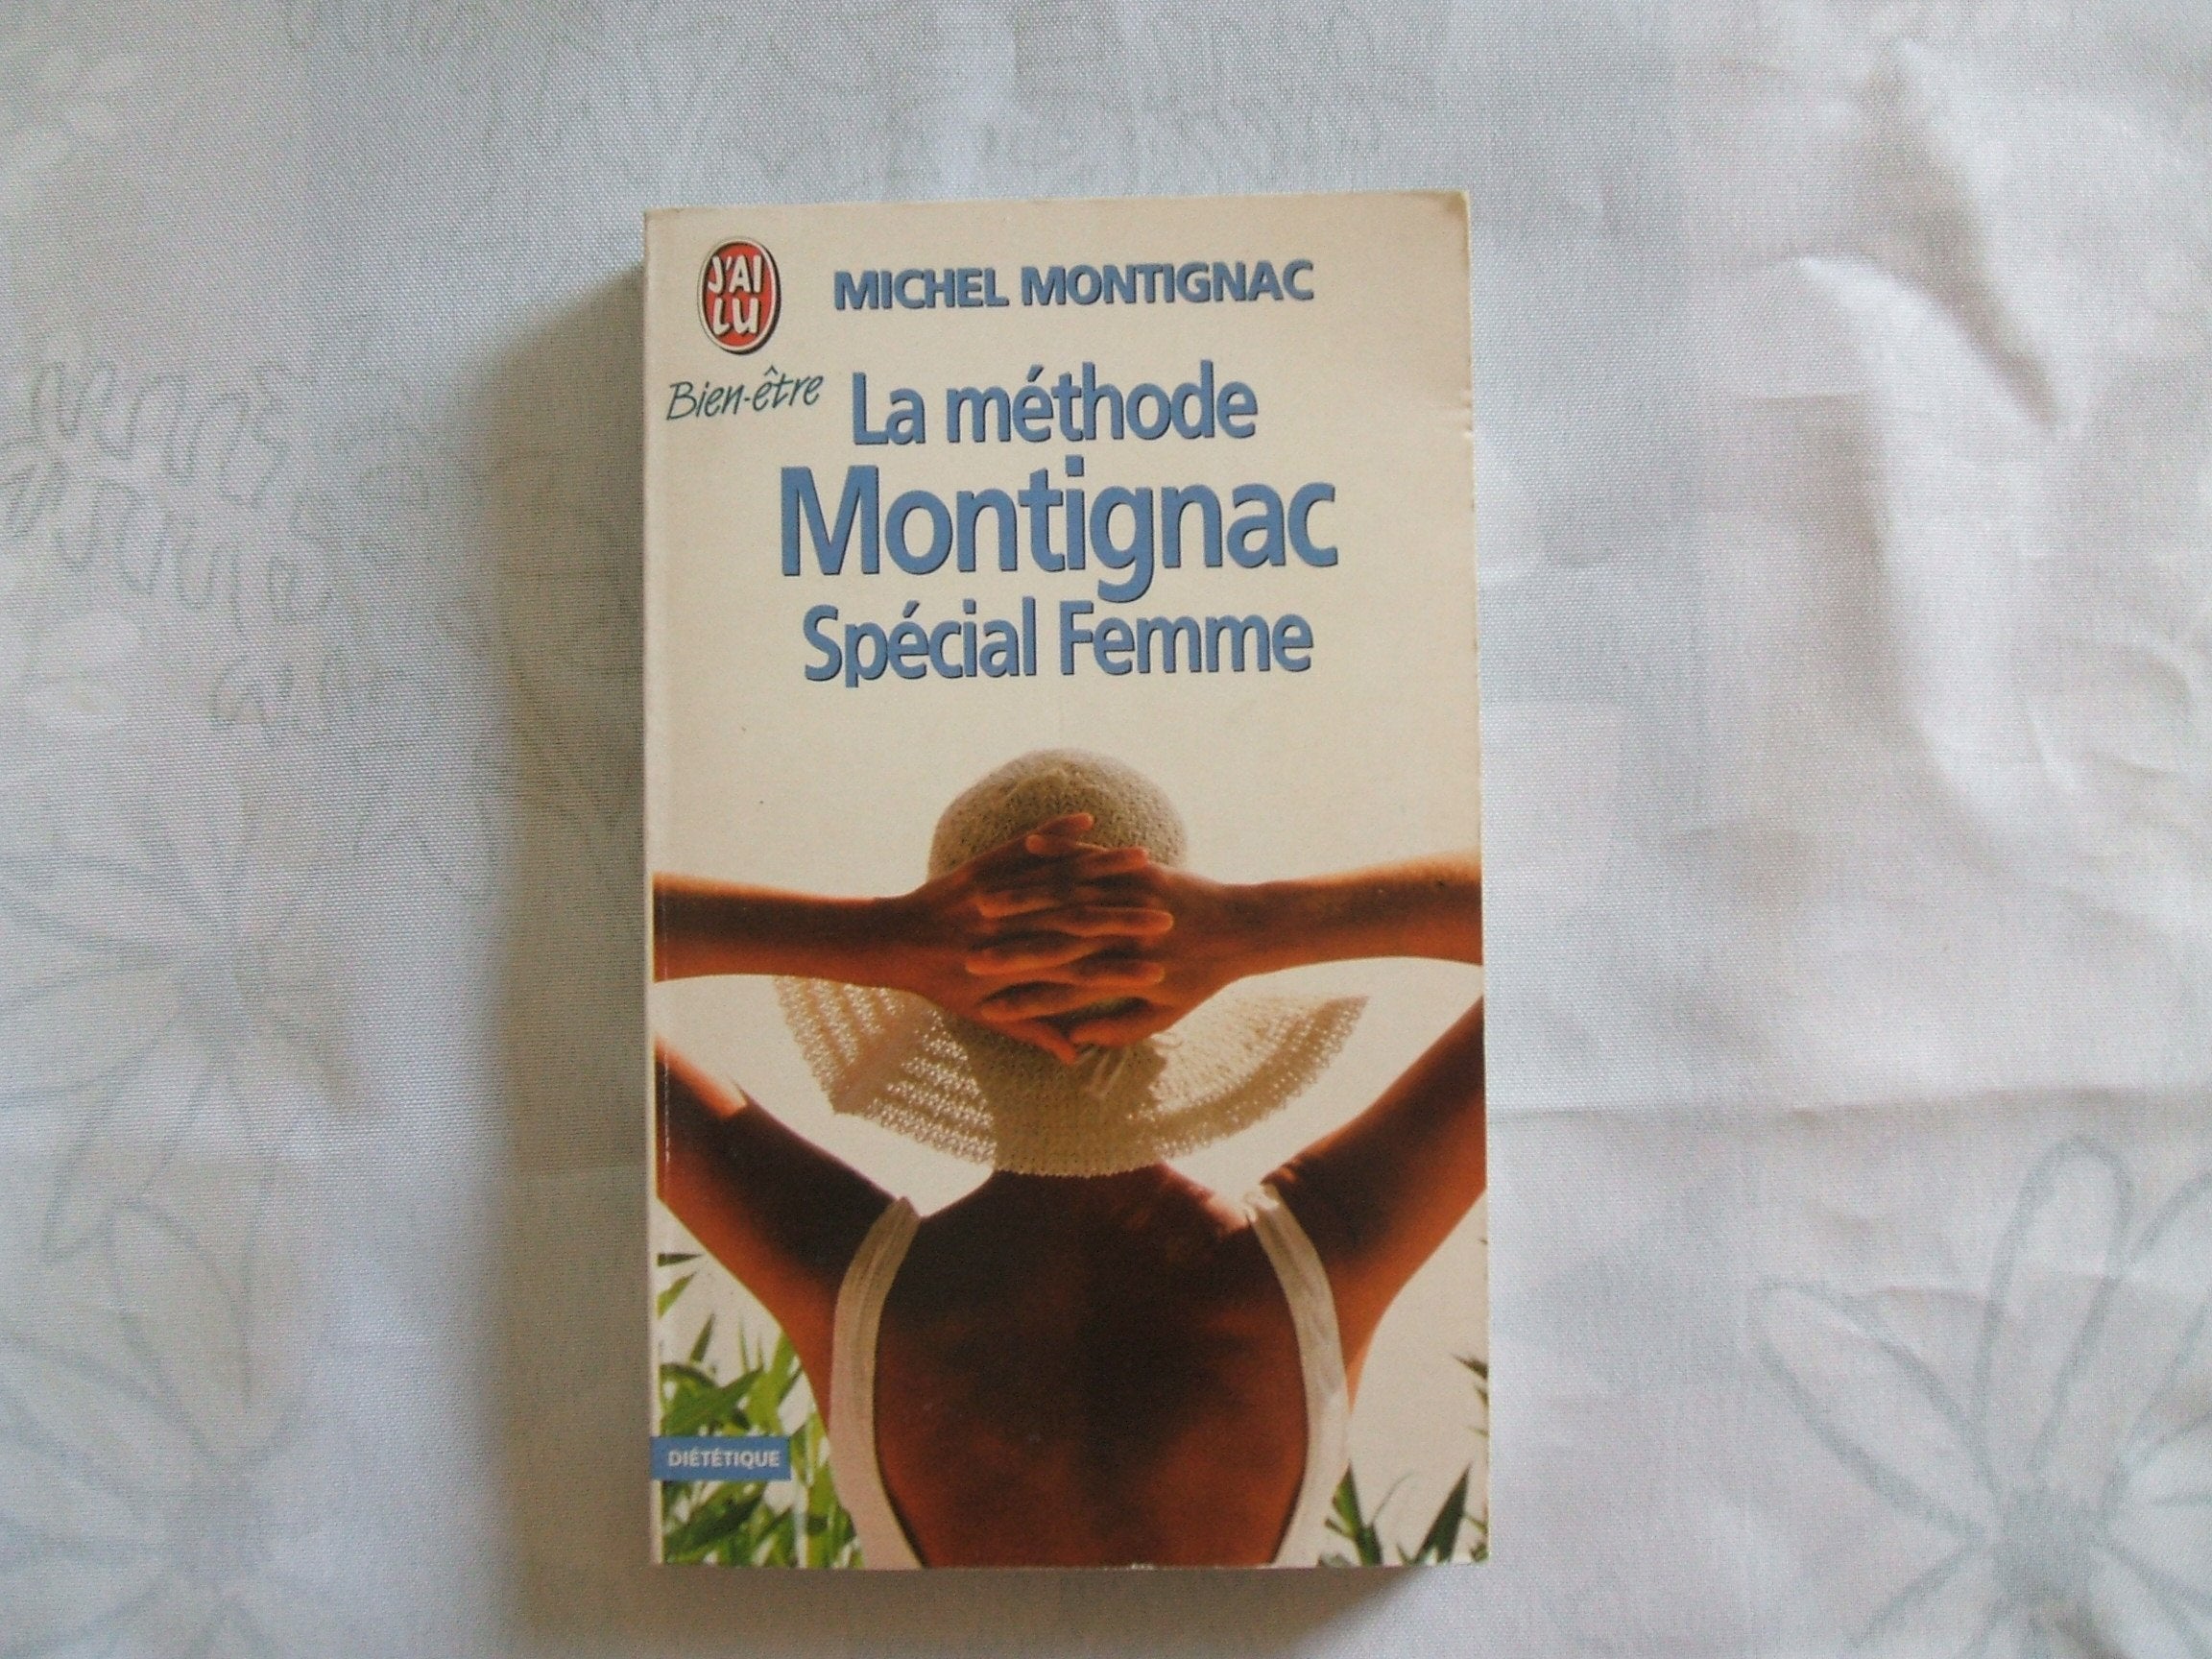 J'AI
LU
MICHEL MONTIGNAC
Bien-être
La méthode
Montignac
Spécial Femme
DIÉTÉTIQUE